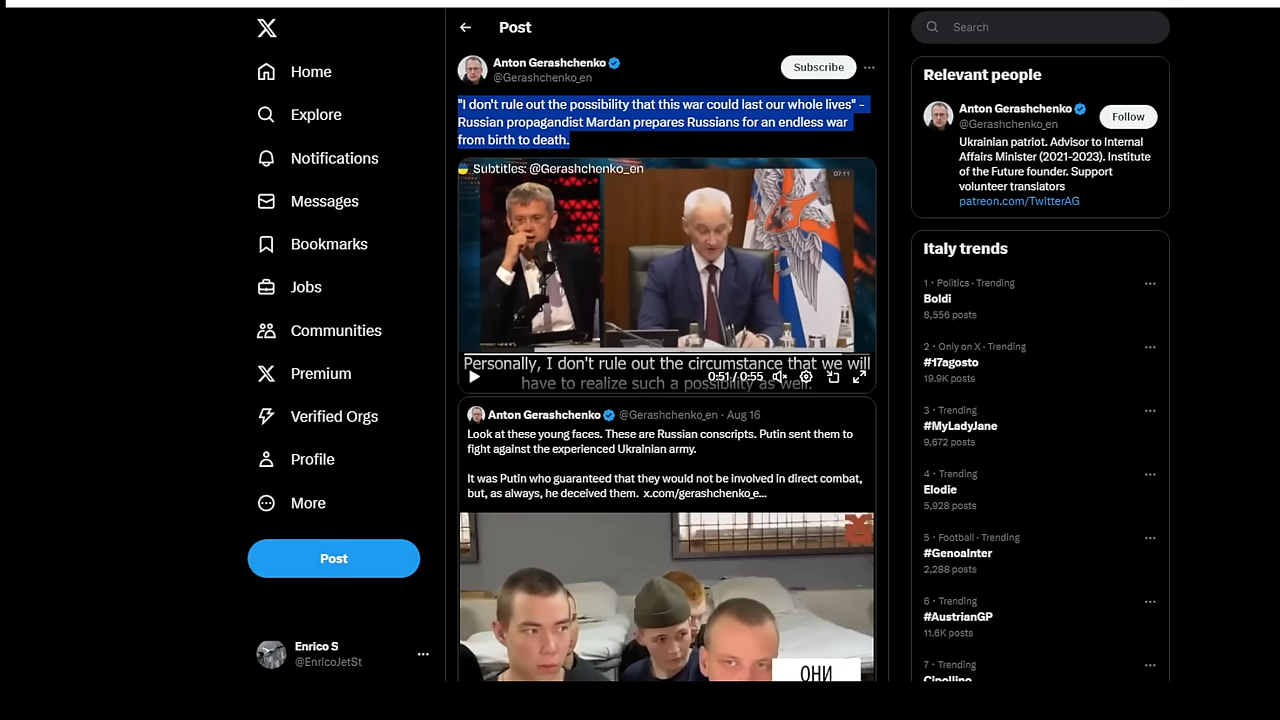 Home
Explore
Notifications
Messages
Bookmarks
Jobs
Communities
Premium
Verified Orgs
Profile
More
Post
Enrico S
@EnricoJetSt
Post
Anton Gerashchenko
@Gerashchenko_en
Subscribe
"I don't rule out the possibility that this war could last our whole lives" –
Russian propagandist Mardan prepares Russians for an endless war
from birth to death.
Subtitles: @Gerashchenko_en
07:11
Personally, I don't rule out the circumstance that we will
have to realize such a possibility as well.
0:51 / 0:55
Anton Gerashchenko @Gerashchenko_en · Aug 16
Look at these young faces. These are Russian conscripts. Putin sent them to
fight against the experienced Ukrainian army.
It was Putin who guaranteed that they would not be involved in direct combat,
but, as always, he deceived them. x.com/gerashchenko_e...
ОНИ
Search
Relevant people
Anton Gerashchenko
@Gerashchenko_en
Follow
Ukrainian patriot. Advisor to Internal
Affairs Minister (2021-2023). Institute
of the Future founder. Support
volunteer translators
patreon.com/TwItterAG
Italy trends
1 · Politics · Trending
Boldi
8,556 posts
2 · Only on X · Trending
#17agosto
19.9K posts
3 · Trending
#MyLadyJane
9,672 posts
4 · Trending
Elodie
5,928 posts
5 · Football · Trending
#GenoaInter
2,288 posts
6 · Trending
#AustrianGP
11.6K posts
7 · Trending
Cipollino